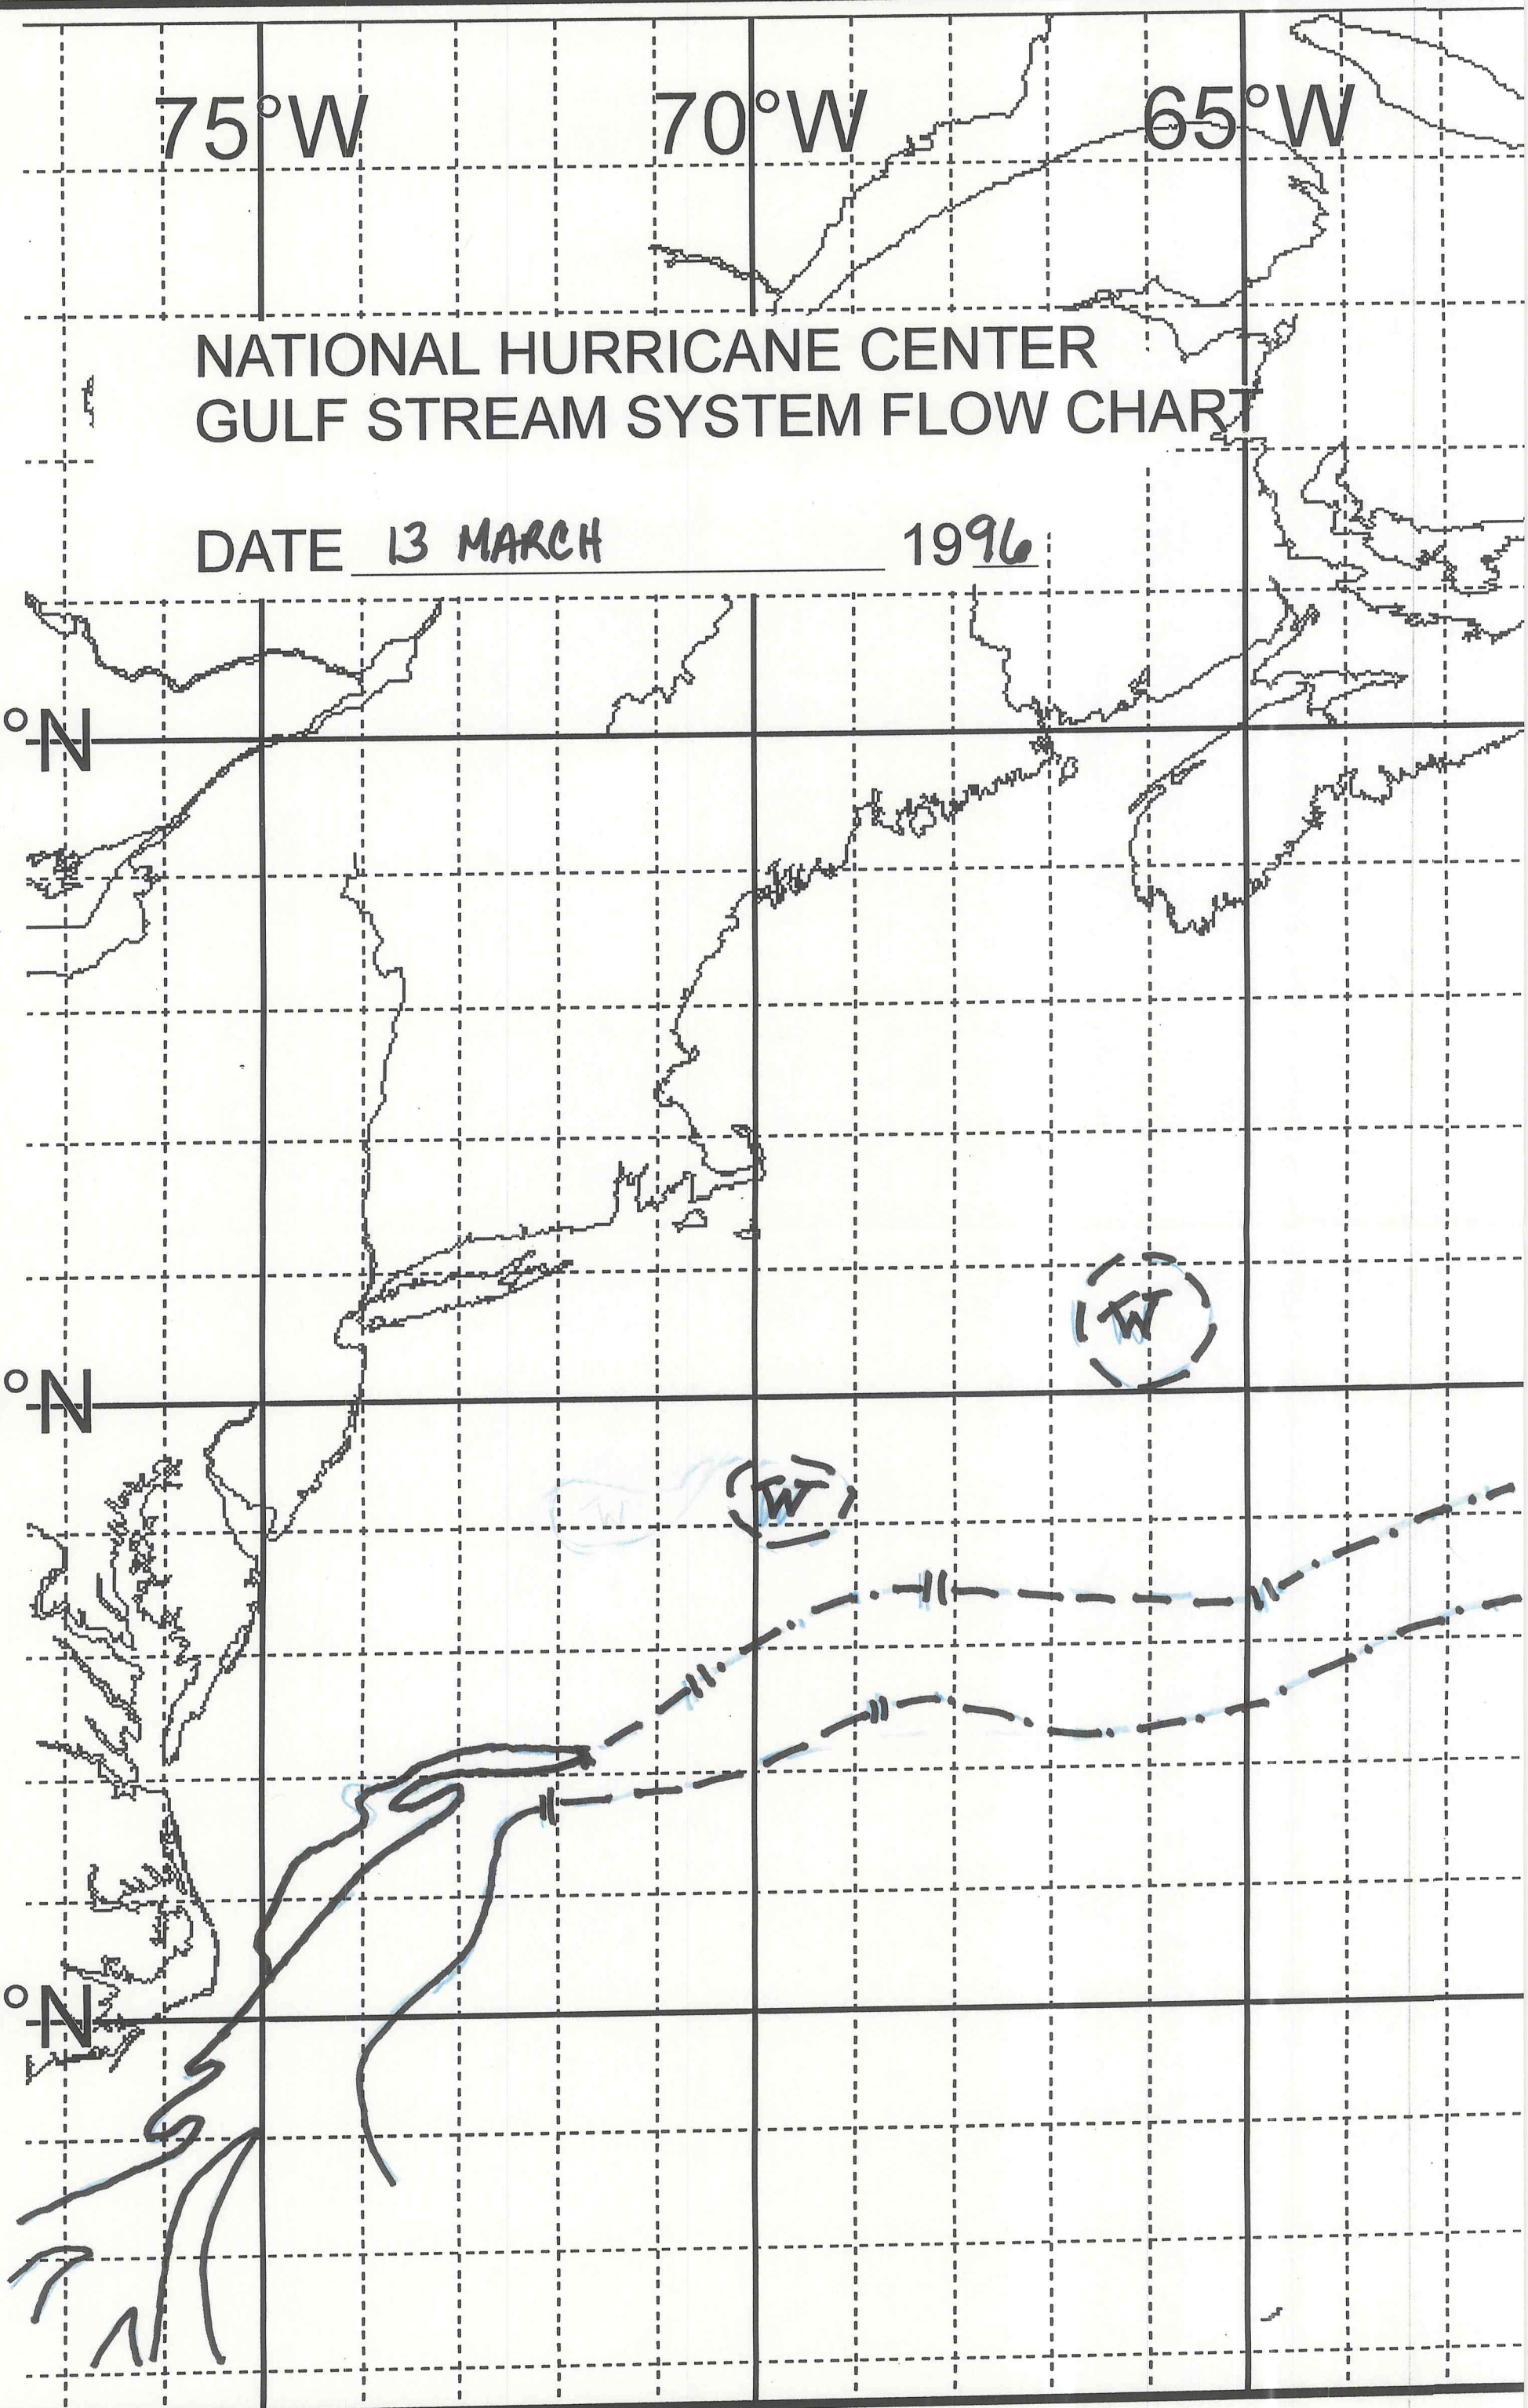 75°W 70°W 65°W
NATIONAL HURRICANE CENTER
GULF STREAM SYSTEM FLOW CHART
DATE 13 MARCH 1996
°N
°N
W
W
W
°N